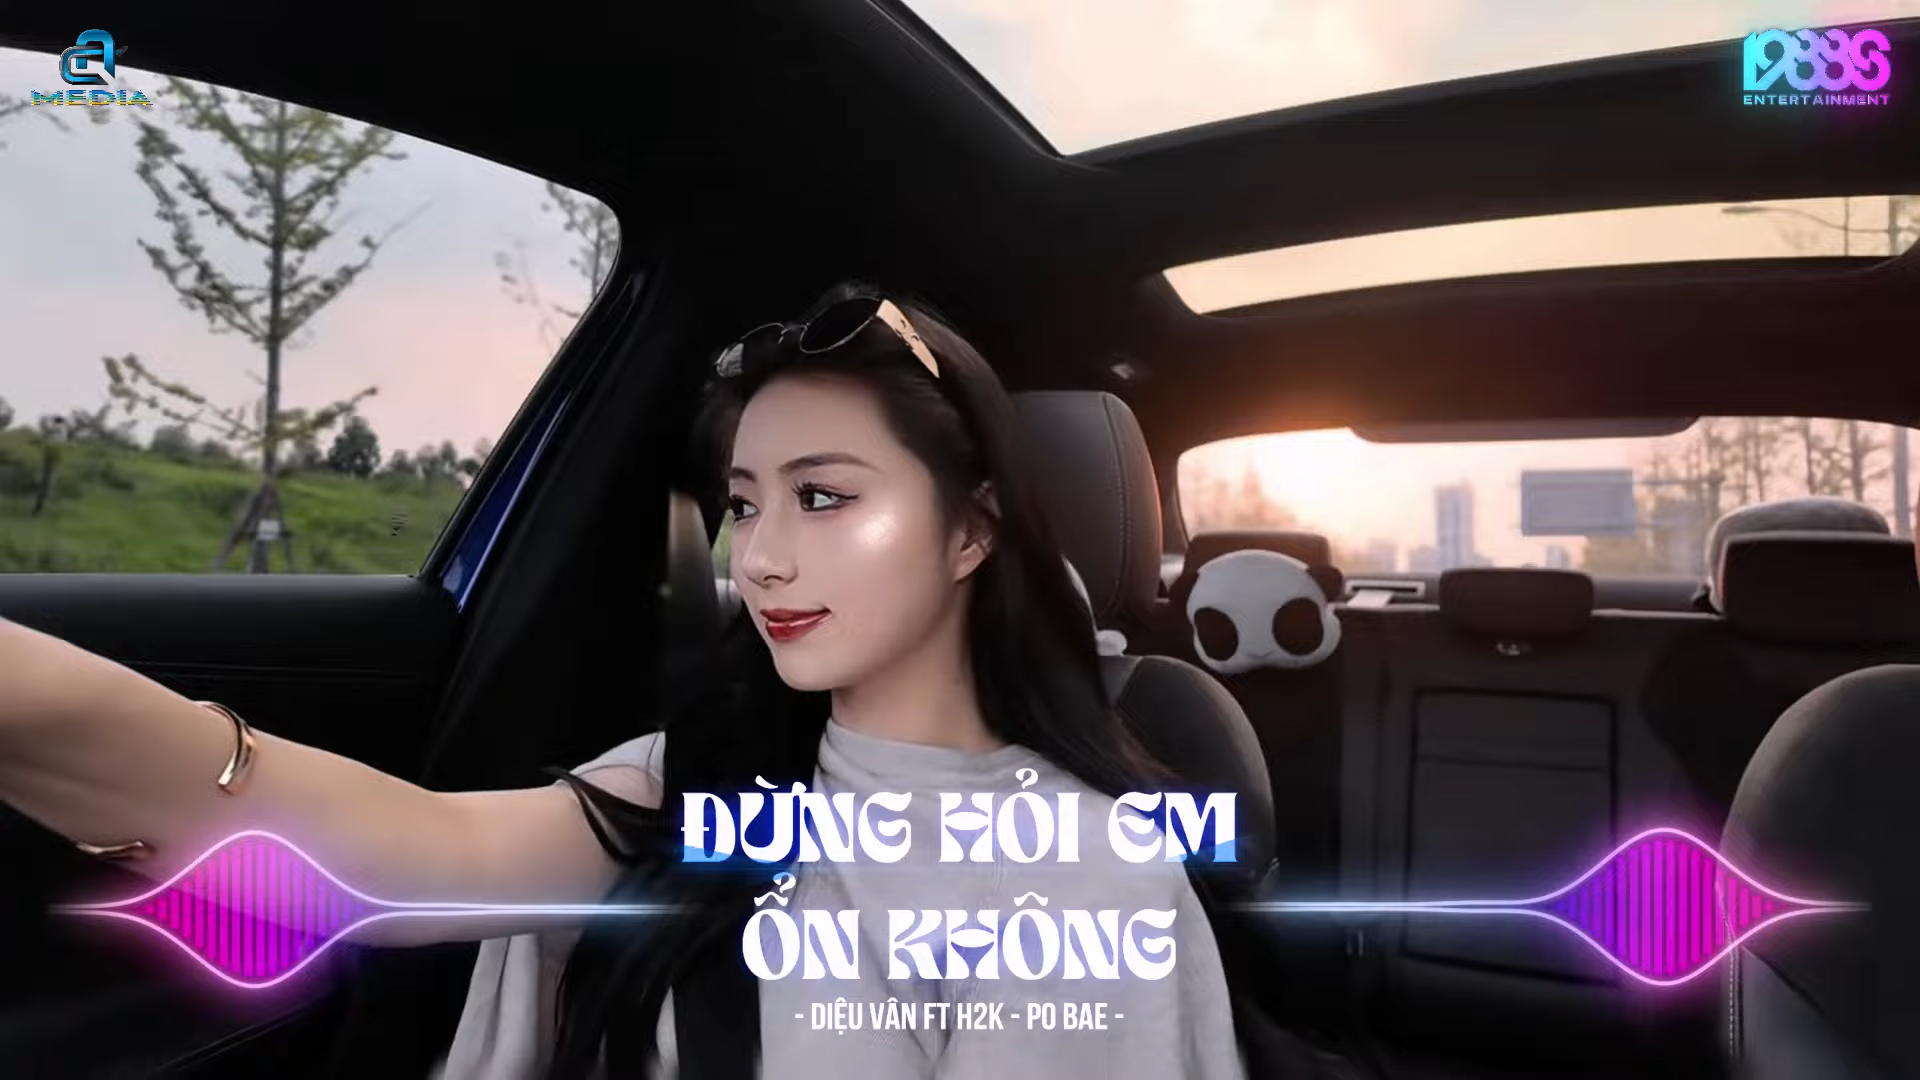 MEDIA
1988S
ENTERTAINMENT
ĐỪNG HỎI EM
ỔN KHÔNG
- DIỆU VÂN FT H2K - PO BAE -